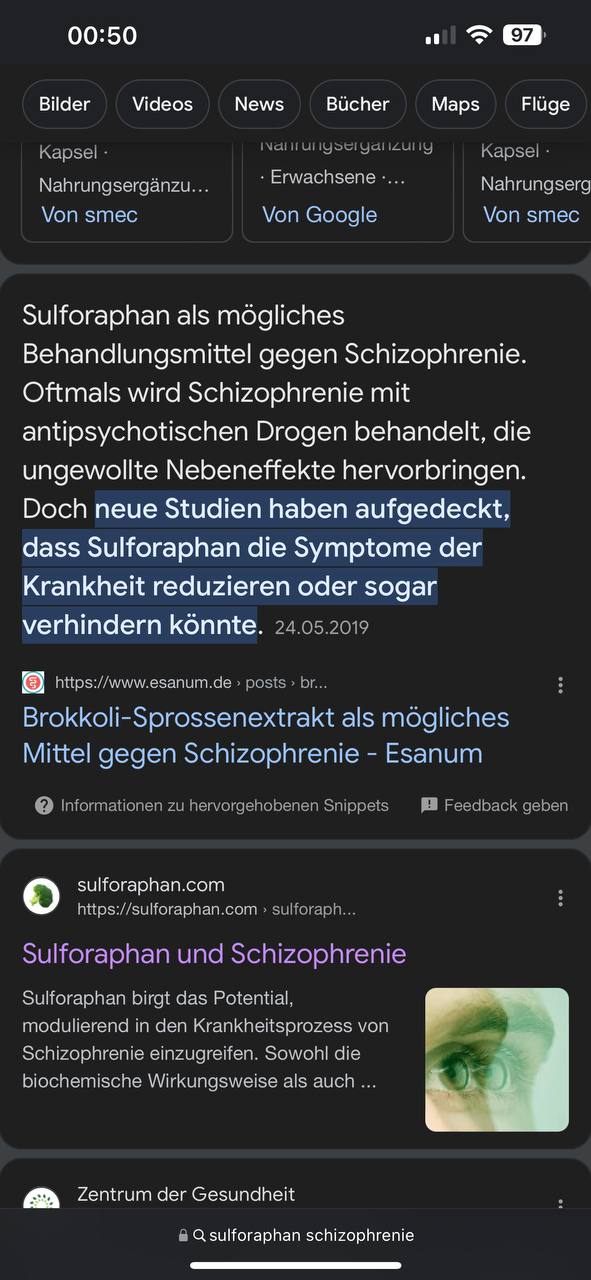 00:50
97
Bilder
Videos
News
Bücher
Maps
Flüge
Kapsel ·
Nahrungsergänzu...
Von smec
Nahrungsergänzung
· Erwachsene ·...
Von Google
Kapsel ·
Nahrungserg
Von smec
Sulforaphan als mögliches
Behandlungsmittel gegen Schizophrenie.
Oftmals wird Schizophrenie mit
antipsychotischen Drogen behandelt, die
ungewollte Nebeneffekte hervorbringen.
Doch neue Studien haben aufgedeckt,
dass Sulforaphan die Symptome der
Krankheit reduzieren oder sogar
verhindern könnte. 24.05.2019
https://www.esanum.de › posts › br...
Brokkoli-Sprossenextrakt als mögliches
Mittel gegen Schizophrenie - Esanum
Informationen zu hervorgehobenen Snippets
Feedback geben
sulforaphan.com
https://sulforaphan.com › sulforaph...
Sulforaphan und Schizophrenie
Sulforaphan birgt das Potential,
modulierend in den Krankheitsprozess von
Schizophrenie einzugreifen. Sowohl die
biochemische Wirkungsweise als auch ...
Zentrum der Gesundheit
sulforaphan schizophrenie